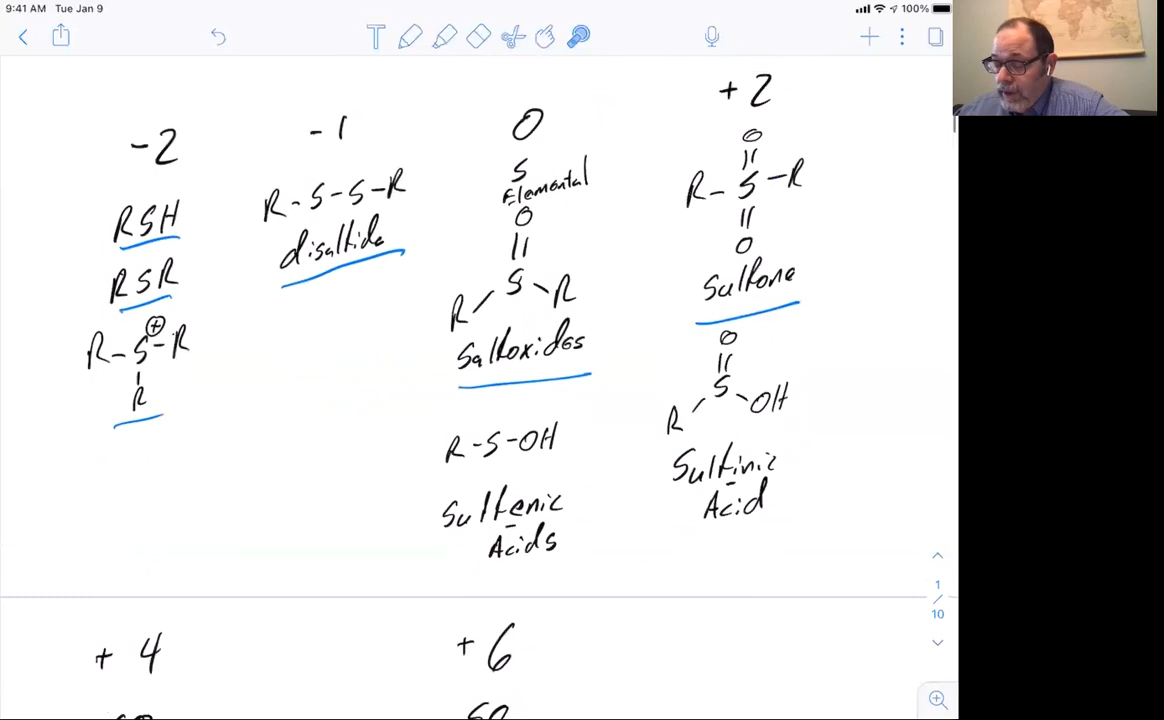 9:41 AM Tue Jan 9
100%
-2
RSH
RSR
R-S-R
+
R
-1
R-S-S-R
disulfide
0
S
Elemental
O
S
R R
Sulfoxides
R-S-OH
Sulfenic
Acids
+2
O
R-S-R
O
Sulfone
O
S
R OH
Sulfinic
Acid
+4
+6
1
/
10